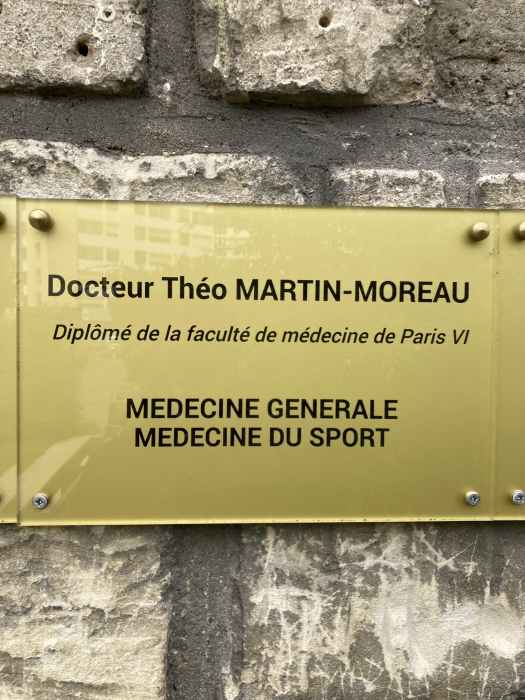 Docteur Théo MARTIN-MOREAU
Diplômé de la faculté de médecine de Paris VI
MEDECINE GENERALE
MEDECINE DU SPORT